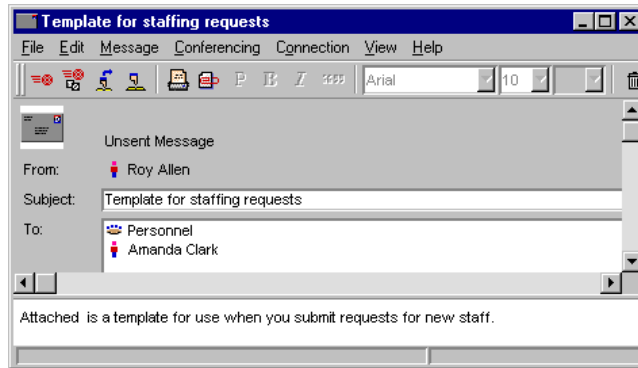 Template for staffing requests
File Edit Message Conferencing Connection View Help
P B I Arial 10
Unsent Message
From: Roy Allen
Subject: Template for staffing requests
To: Personnel
Amanda Clark
Attached is a template for use when you submit requests for new staff.